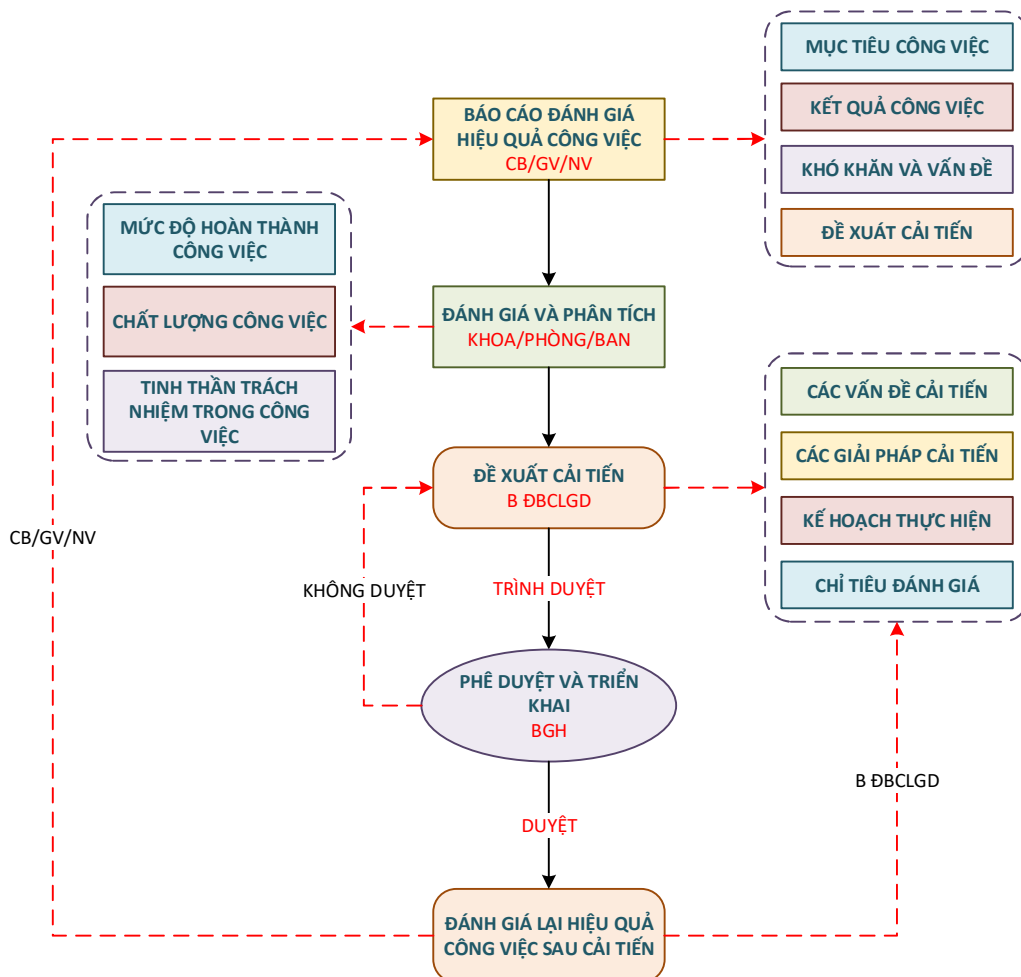 MỤC TIÊU CÔNG VIỆC
KẾT QUẢ CÔNG VIỆC
KHÓ KHĂN VÀ VẤN ĐỀ
ĐỀ XUÁT CẢI TIẾN
BÁO CÁO ĐÁNH GIÁ
HIỆU QUẢ CÔNG VIỆC
CB/GV/NV
MỨC ĐỘ HOÀN THÀNH
CÔNG VIỆC
CHẤT LƯỢNG CÔNG VIỆC
TINH THẦN TRÁCH
NHIỆM TRONG CÔNG
VIỆC
ĐÁNH GIÁ VÀ PHÂN TÍCH
KHOA/PHÒNG/BAN
CÁC VẤN ĐỀ CẢI TIẾN
CÁC GIẢI PHÁP CẢI TIẾN
KẾ HOẠCH THỰC HIỆN
CHỈ TIÊU ĐÁNH GIÁ
ĐỀ XUẤT CẢI TIẾN
B ĐBCLGD
CB/GV/NV
KHÔNG DUYỆT
TRÌNH DUYỆT
PHÊ DUYỆT VÀ TRIỂN
KHAI
BGH
B ĐBCLGD
DUYỆT
ĐÁNH GIÁ LẠI HIỆU QUẢ
CÔNG VIỆC SAU CẢI TIẾN